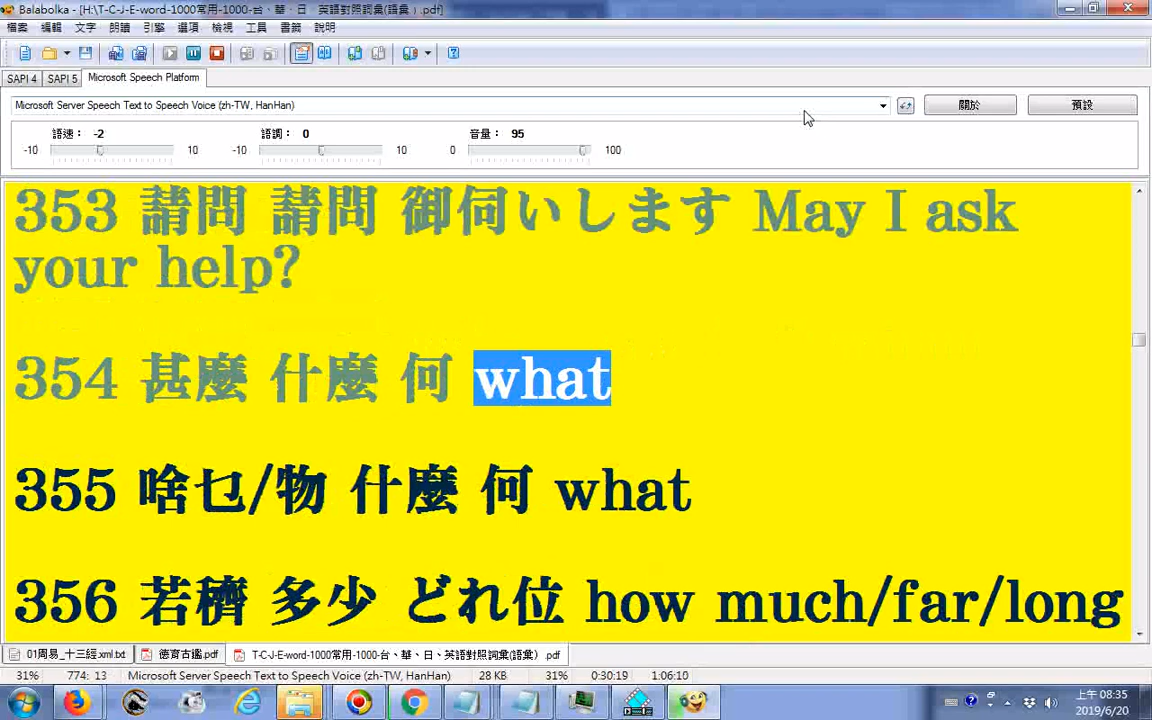 Balabolka - [H:\T-C-J-E-word-1000常用-1000-台、華、日、英語對照詞彙(語彙）.pdf]
檔案 編輯 文字 朗讀 引擎 選項 檢視 工具 書籤 說明
SAPI 4 SAPI 5 Microsoft Speech Platform
Microsoft Server Speech Text to Speech Voice (zh-TW, HanHan) 關於 預設
語速： -2 語調： 0 音量： 95
-10 10 -10 10 0 100
353 請問 請問 御伺いします May I ask
your help?
354 甚麼 什麼 何 what
355 啥乜/物 什麼 何 what
356 若穧 多少 どれ位 how much/far/long
01周易_十三經.xml.txt 德育古鑑.pdf T-C-J-E-word-1000常用-1000-台、華、日、英語對照詞彙(語彙）.pdf
31% 774: 13 Microsoft Server Speech Text to Speech Voice (zh-TW, HanHan) 28 KB 31% 0:30:19 1:06:10
上午 08:35
2019/6/20